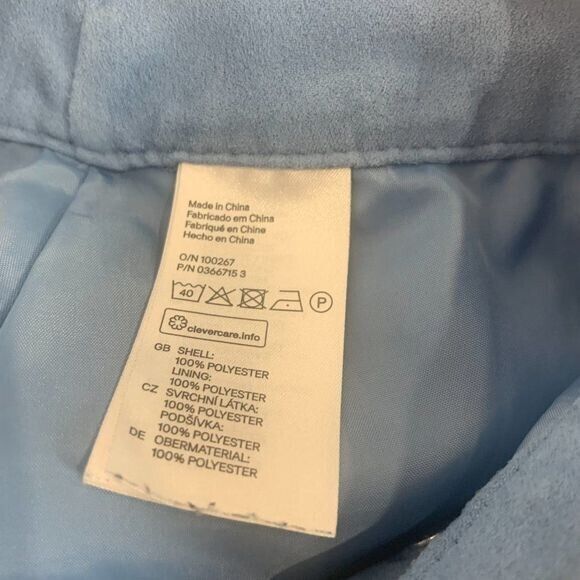 Made in China
Fabricado em China
Fabriqué en Chine
Hecho en China
O/N 100267
P/N 0366715 3
40 P
clevercare.info
GB SHELL:
100% POLYESTER
LINING:
100% POLYESTER
CZ SVRCHNÍ LÁTKA:
100% POLYESTER
PODŠÍVKA:
100% POLYESTER
DE OBERMATERIAL:
100% POLYESTER